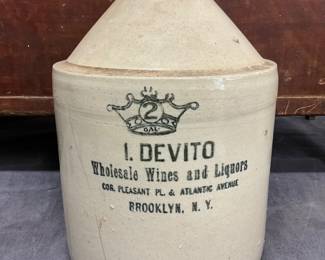 2
GAL.
I. DEVITO
Wholesale Wines and Liquors
COR. PLEASANT PL. & ATLANTIC AVENUE
BROOKLYN, N. Y.